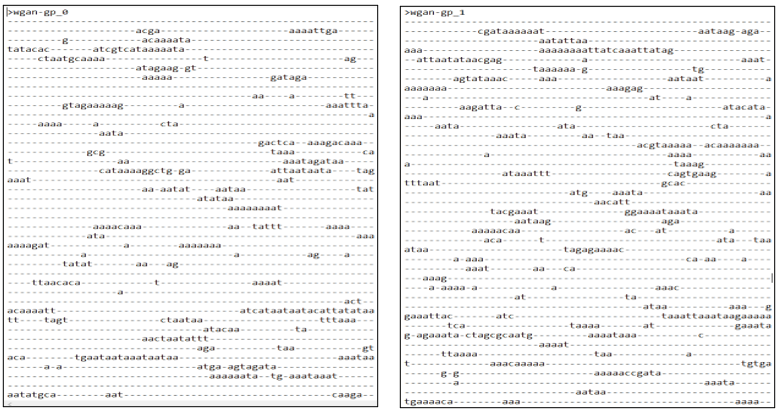 >wgan-gp_0
acga aaaattga
g acaaaata
tatacac atcgtcataaaaata
ctaatgcaaaa t ag
atagaag-gt
aaaaa gataga
aa a tt
gtagaaaaag a aaattta
a
aaaa a cta
aata
gactca aaagacaaa
gcg taaa ca
t aa aaatagataa
cataaaaggctg-ga attaataata tag
aaat aat
aa-aatat aataa tat
atataa
aaaaaaaat
aaaacaaa aa tattt aaaa
ata aaa
aaaagat a aaaaaaa
a ag a
tatat aa ag
ttaacaca t aaaat
a
act
acaaaatt atcataataatacattatataa
tt tagt ctaataa tttaaa
atacaa ta
aactaatattt
aga taa gt
aca tgaataataaataataa aaataa
a-a atga-agtagata
aaaaaata tg-aaataaat
aatatgca aat caaga
>wgan-gp_1
cgataaaaat aataag-aga
aatattaa
aaa aaaaaaaattatcaaattatag
attaatataacgag a aaat
taaaaaa-g tg
agtataaac aaa aataat a
aaaaaaa aaagag
a at a
aagatta c g atacata
aaa
aata ata cta
aaata aa taa
acgtaaaaa acaaaaaaaa
a aaaa aa
a taaag
ataaattt cagtgaag a
tttaat gcac
atg aaata aa
aacatt
tacgaaat ggaaaataaata
aataag aga
aaaaacaa ac at a
aca t ata taa
ataa tagagaaaac
a-aaa ca-aa a
aaat aa ca
aaag
a-aaaa-a a aaac
at ta
ataa aaa g
gaaattac atc taaattaaataagaaaaa
tca taaaa at gaaata
g-agaaata-ctagcgcaatg aaaataaa c
aaaat
ttaaaa taa a
aaacaaaaa tgtga
g-g aaaaaccgata
a aaata
aataa
tgaaaaca aaa aaaa